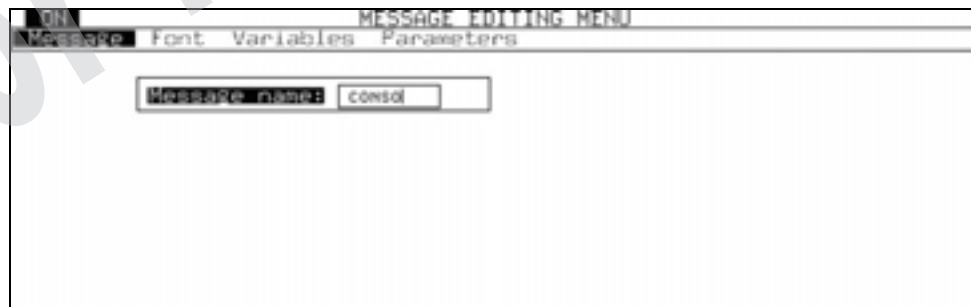 ON MESSAGE EDITING MENU
Message Font Variables Parameters
Message name: CONSO